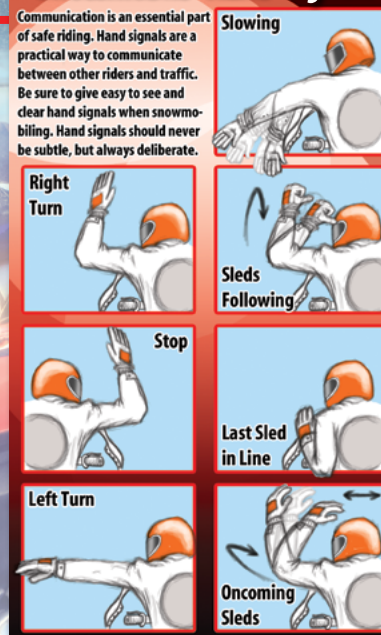 Communication is an essential part
of safe riding. Hand signals are a
practical way to communicate
between other riders and traffic.
Be sure to give easy to see and
clear hand signals when snowmo-
biling. Hand signals should never
be subtle, but always deliberate.
Slowing
Right
Turn
Sleds
Following
Stop
Last Sled
in Line
Left Turn
Oncoming
Sleds